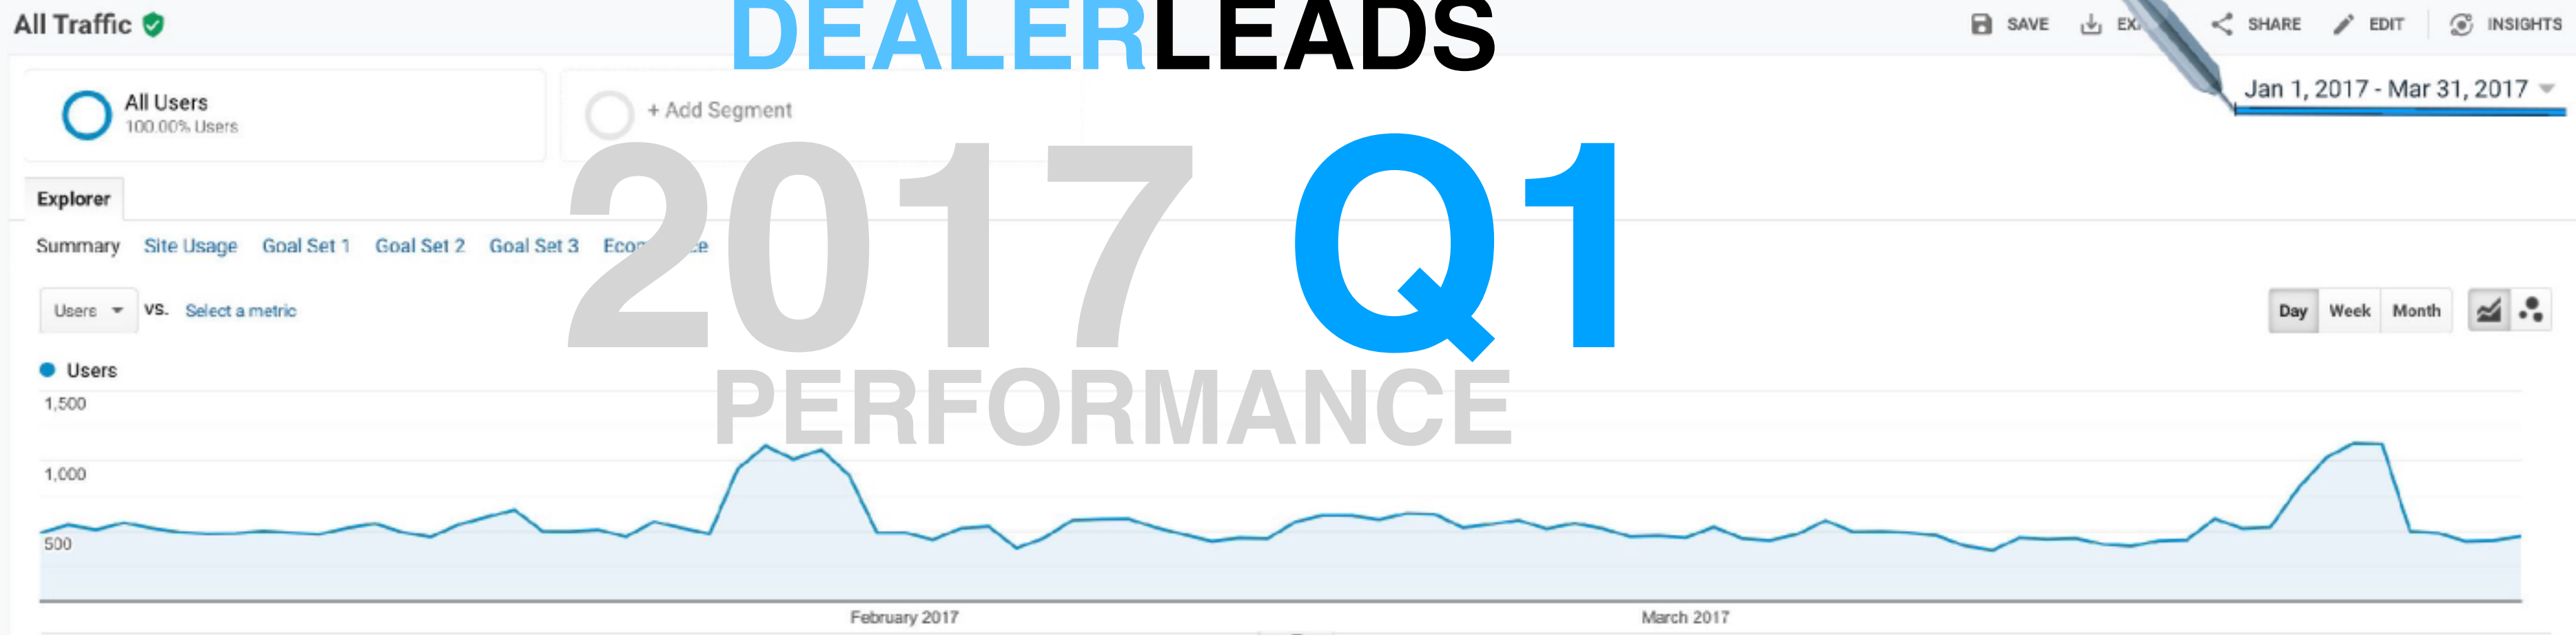 All Traffic
DEALERLEADS
SAVE
SHARE
EDIT
INSIGHTS
All Users
100.00% Users
+ Add Segment
Jan 1, 2017 - Mar 31, 2017
2017 Q1
Explorer
Summary Site Usage Goal Set 1 Goal Set 2 Goal Set 3
Users VS. Select a metric
Day Week Month
PERFORMANCE
Users
1,500
1,000
500
February 2017 March 2017